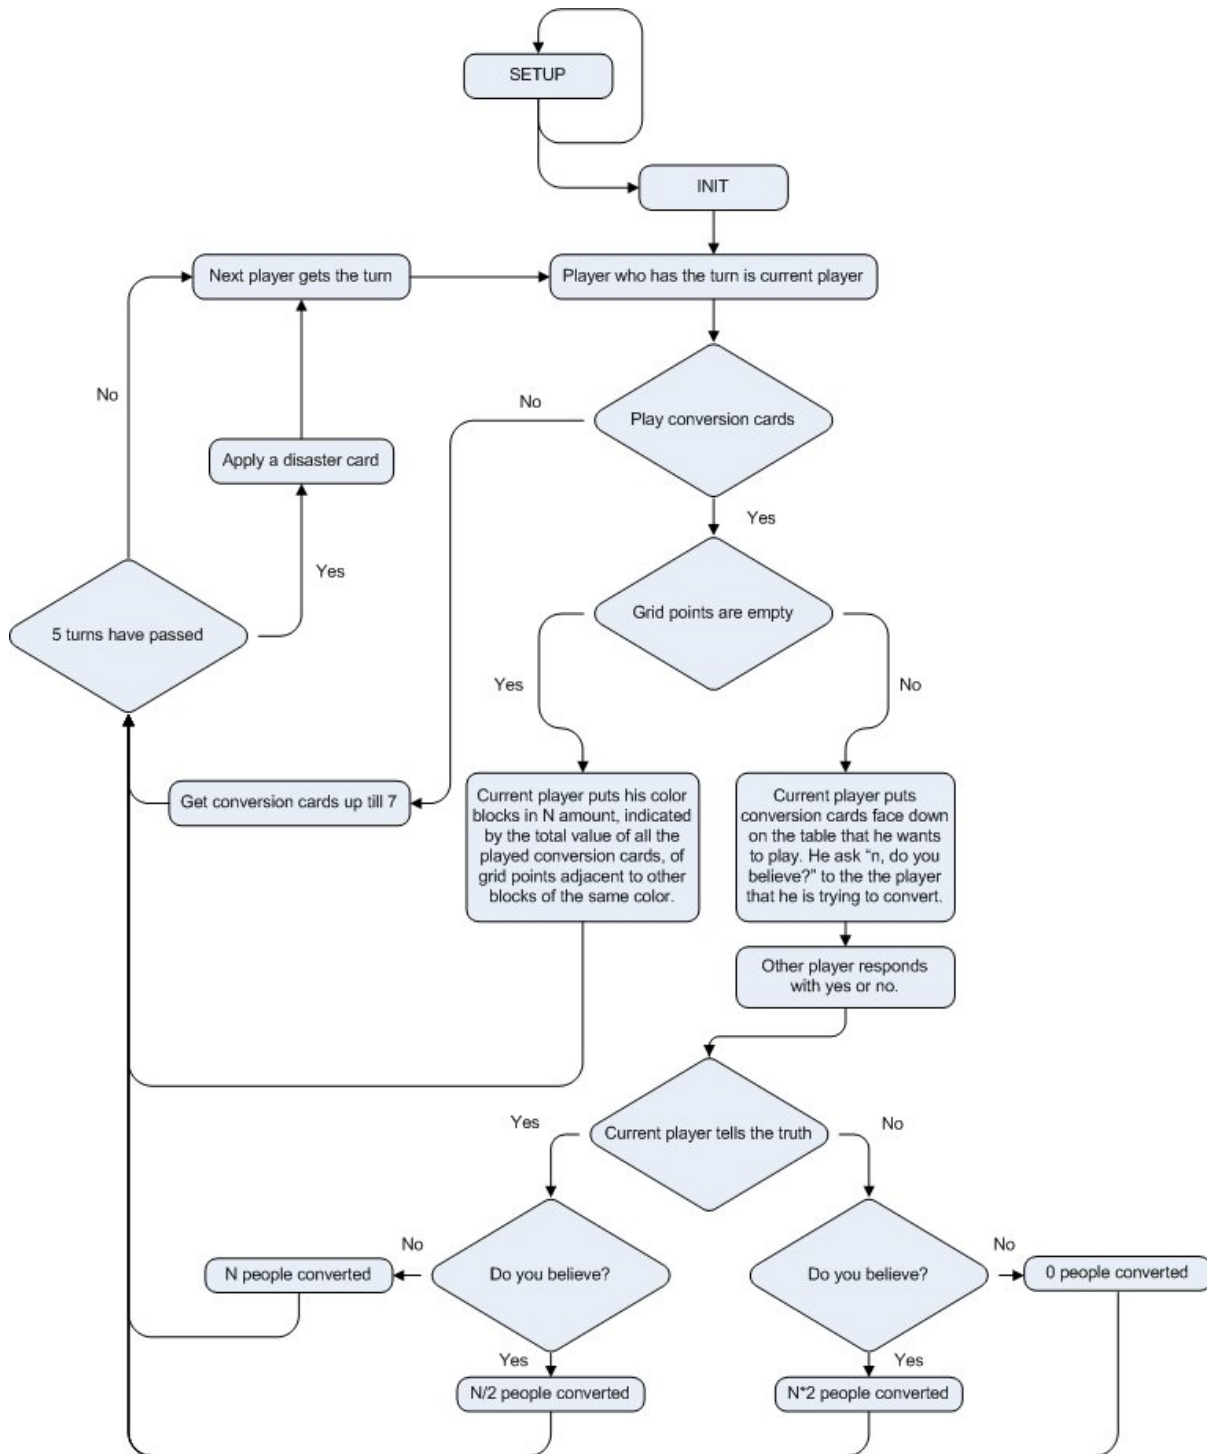 SETUP
INIT
Next player gets the turn
Player who has the turn is current player
No
No
Play conversion cards
Apply a disaster card
Yes
Yes
5 turns have passed
Grid points are empty
Yes
No
Get conversion cards up till 7
Current player puts his color
blocks in N amount, indicated
by the total value of all the
played conversion cards, of
grid points adjacent to other
blocks of the same color.
Current player puts
conversion cards face down
on the table that he wants
to play. He ask “n, do you
believe?” to the the player
that he is trying to convert.
Other player responds
with yes or no.
Yes
Current player tells the truth
No
No
N people converted
Do you believe?
Do you believe?
No
0 people converted
Yes
N/2 people converted
Yes
N*2 people converted